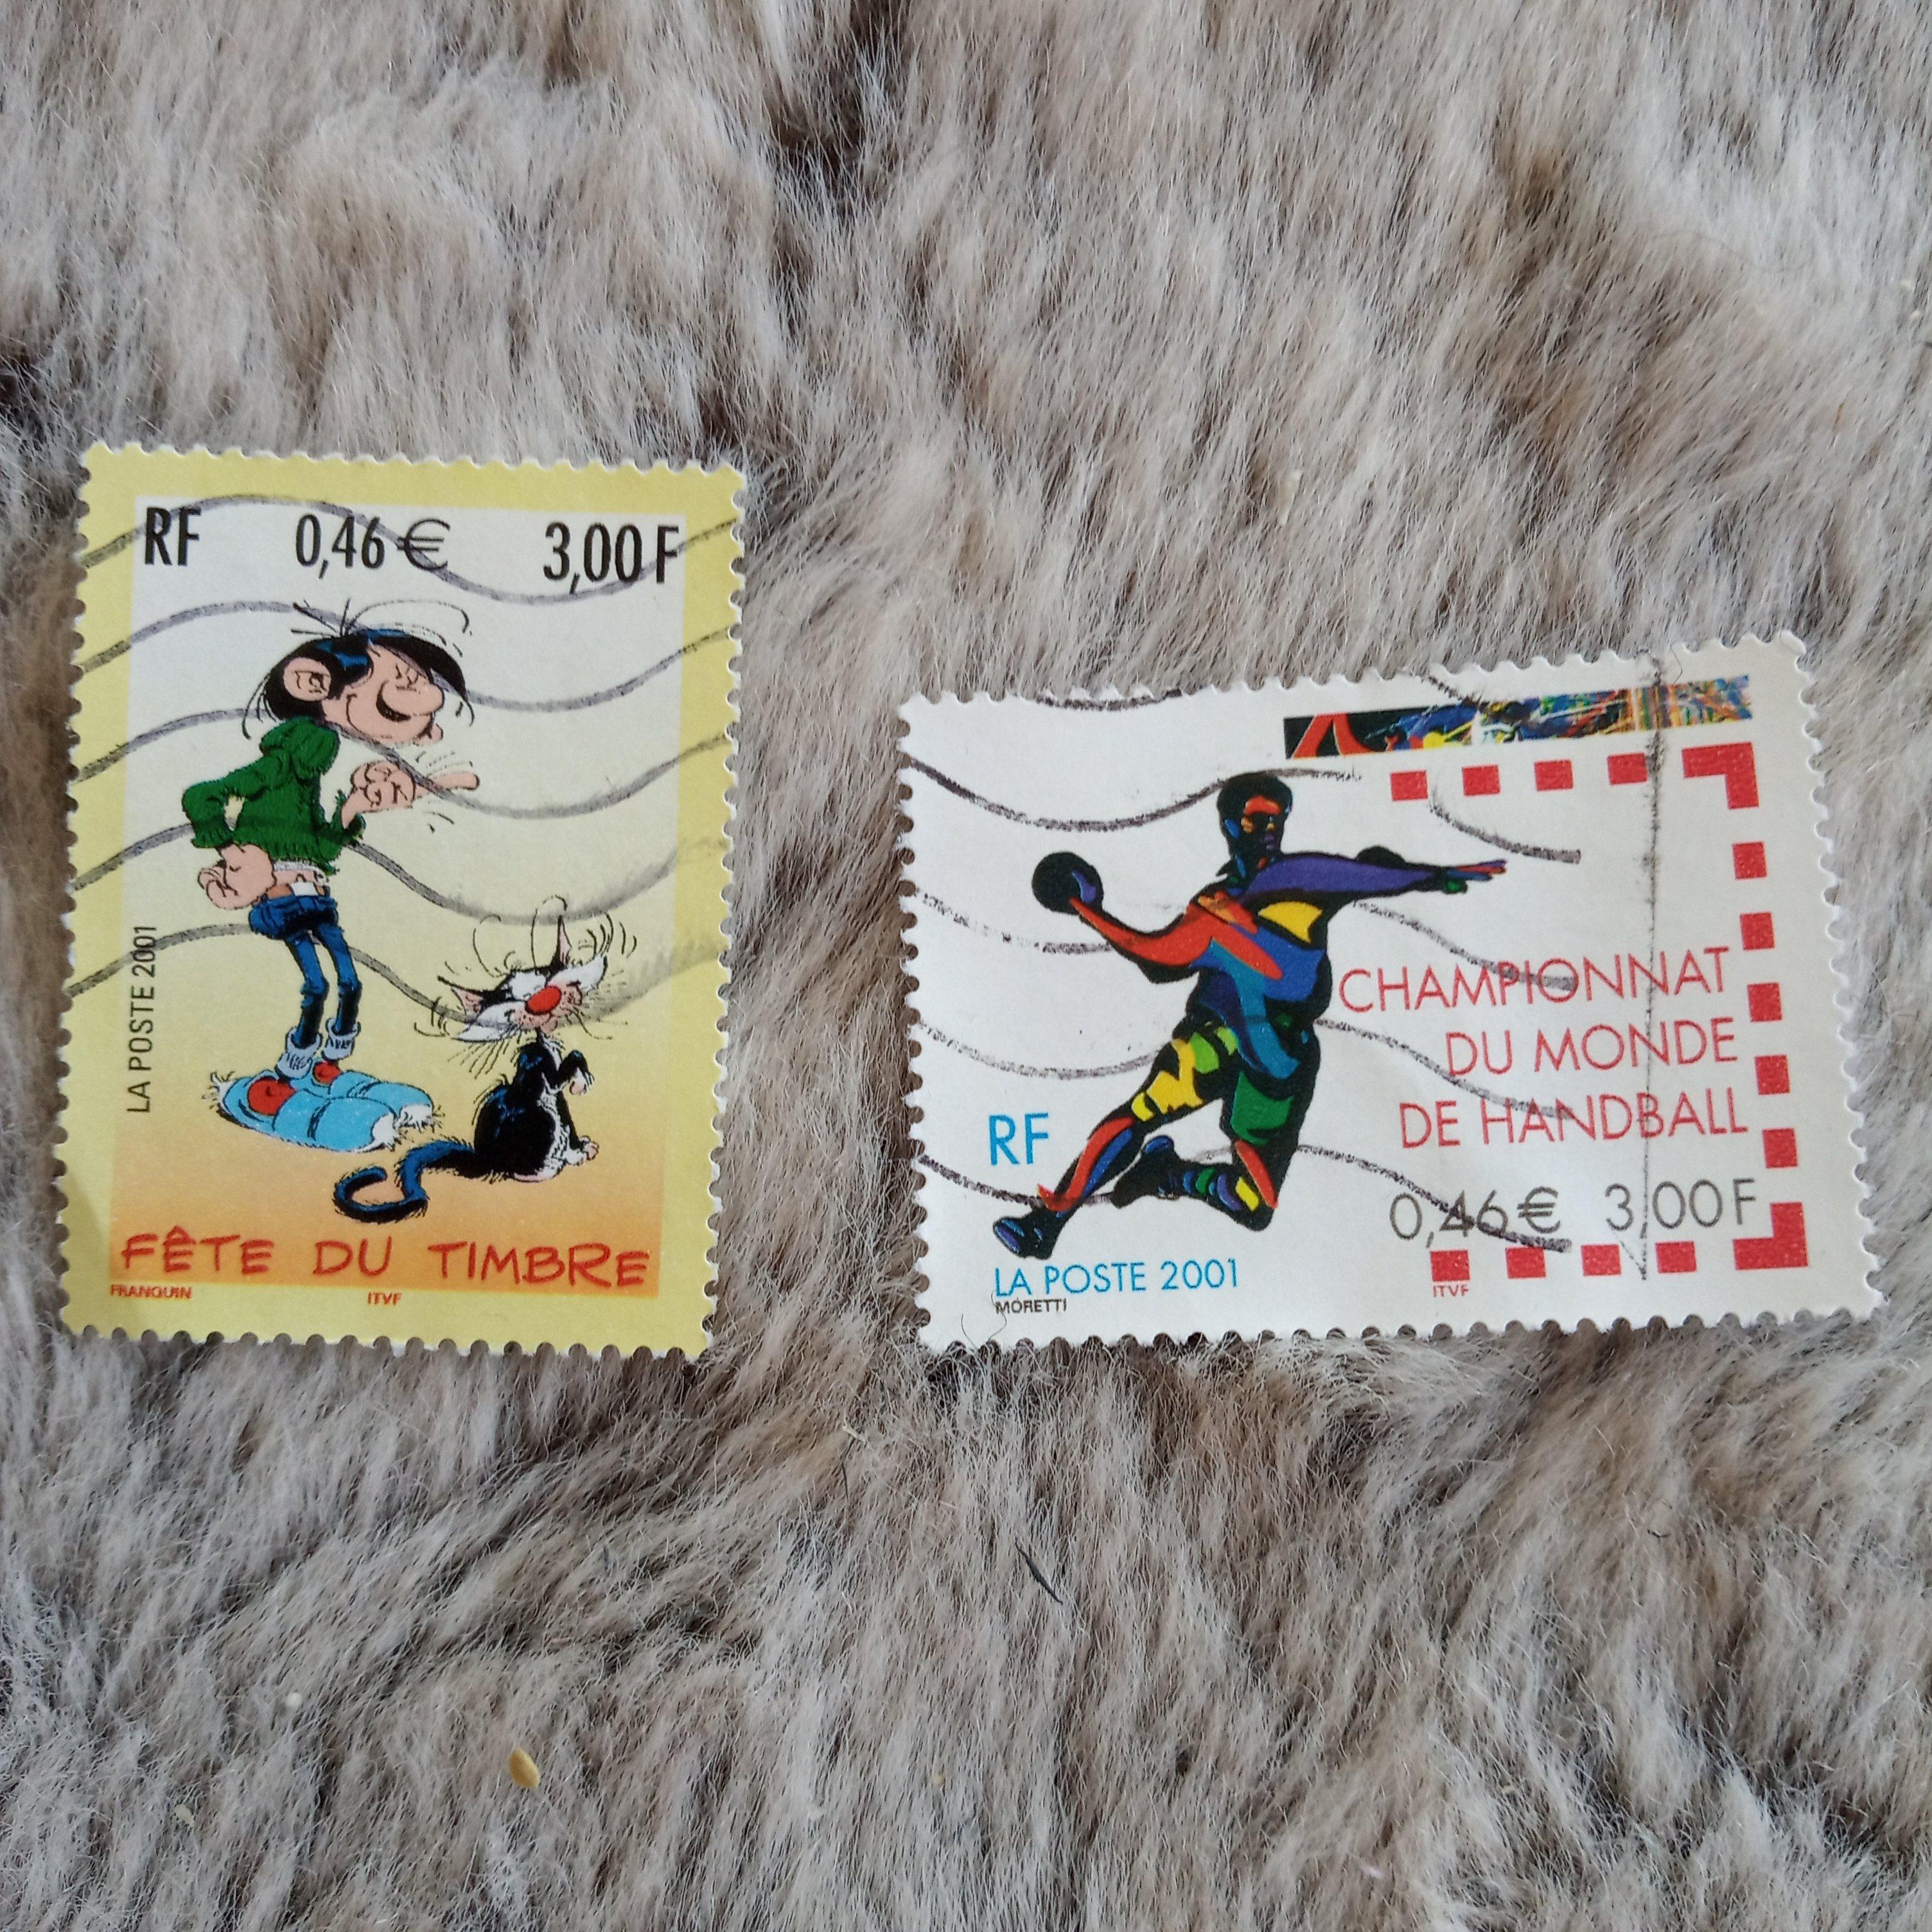 RF 0,46 € 3,00 F
LA POSTE 2001
FÊTE DU TIMBRE
FRANQUIN ITVF
CHAMPIONNAT
DU MONDE
DE HANDBALL
RF
0,46 € 3,00 F
LA POSTE 2001
MORETTI ITVF